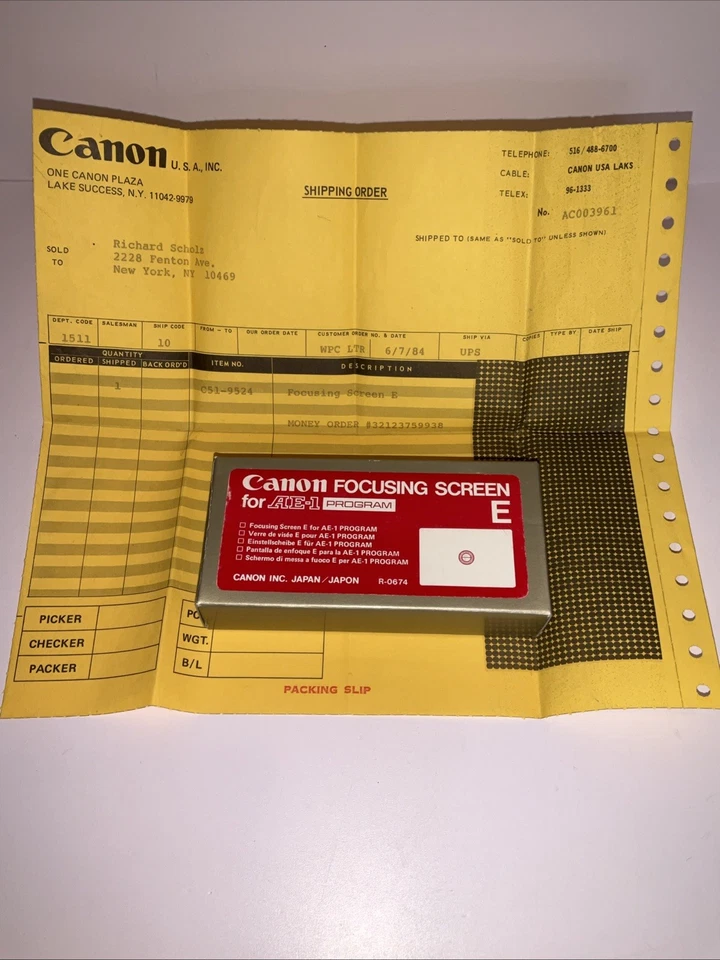 Canon U.S.A., INC.
ONE CANON PLAZA
LAKE SUCCESS, N.Y. 11042-9979
SHIPPING ORDER
TELEPHONE: 516/488-6700
CABLE: CANON USA LAKS
TELEX: 96-1333
No. AC003961
SHIPPED TO (SAME AS "SOLD TO" UNLESS SHOWN)
SOLD TO
Richard Schols
2228 Fenton Ave,
New York, NY 10469
DEPT. CODE SALESMAN SHIP CODE FROM - TO OUR ORDER DATE CUSTOMER ORDER NO. & DATE SHIP VIA COPIES TYPE BY DATE SHIP
1511 10 WPC LTR 6/7/84 UPS
QUANTITY
ORDERED SHIPPED BACK ORD'D ITEM NO. DESCRIPTION
1 C51-9524 Focusing Screen E
MONEY ORDER #32123759938
Canon FOCUSING SCREEN
for AE-1 PROGRAM E
Focusing Screen E for AE-1 PROGRAM
Verre de visée E pour AE-1 PROGRAM
Einstellscheibe E für AE-1 PROGRAM
Pantalla de enfoque E para la AE-1 PROGRAM
Schermo di messa a fuoco E per AE-1 PROGRAM
CANON INC. JAPAN/JAPON R-0674
PICKER
CHECKER
PACKER
WGT.
B/L
PACKING SLIP